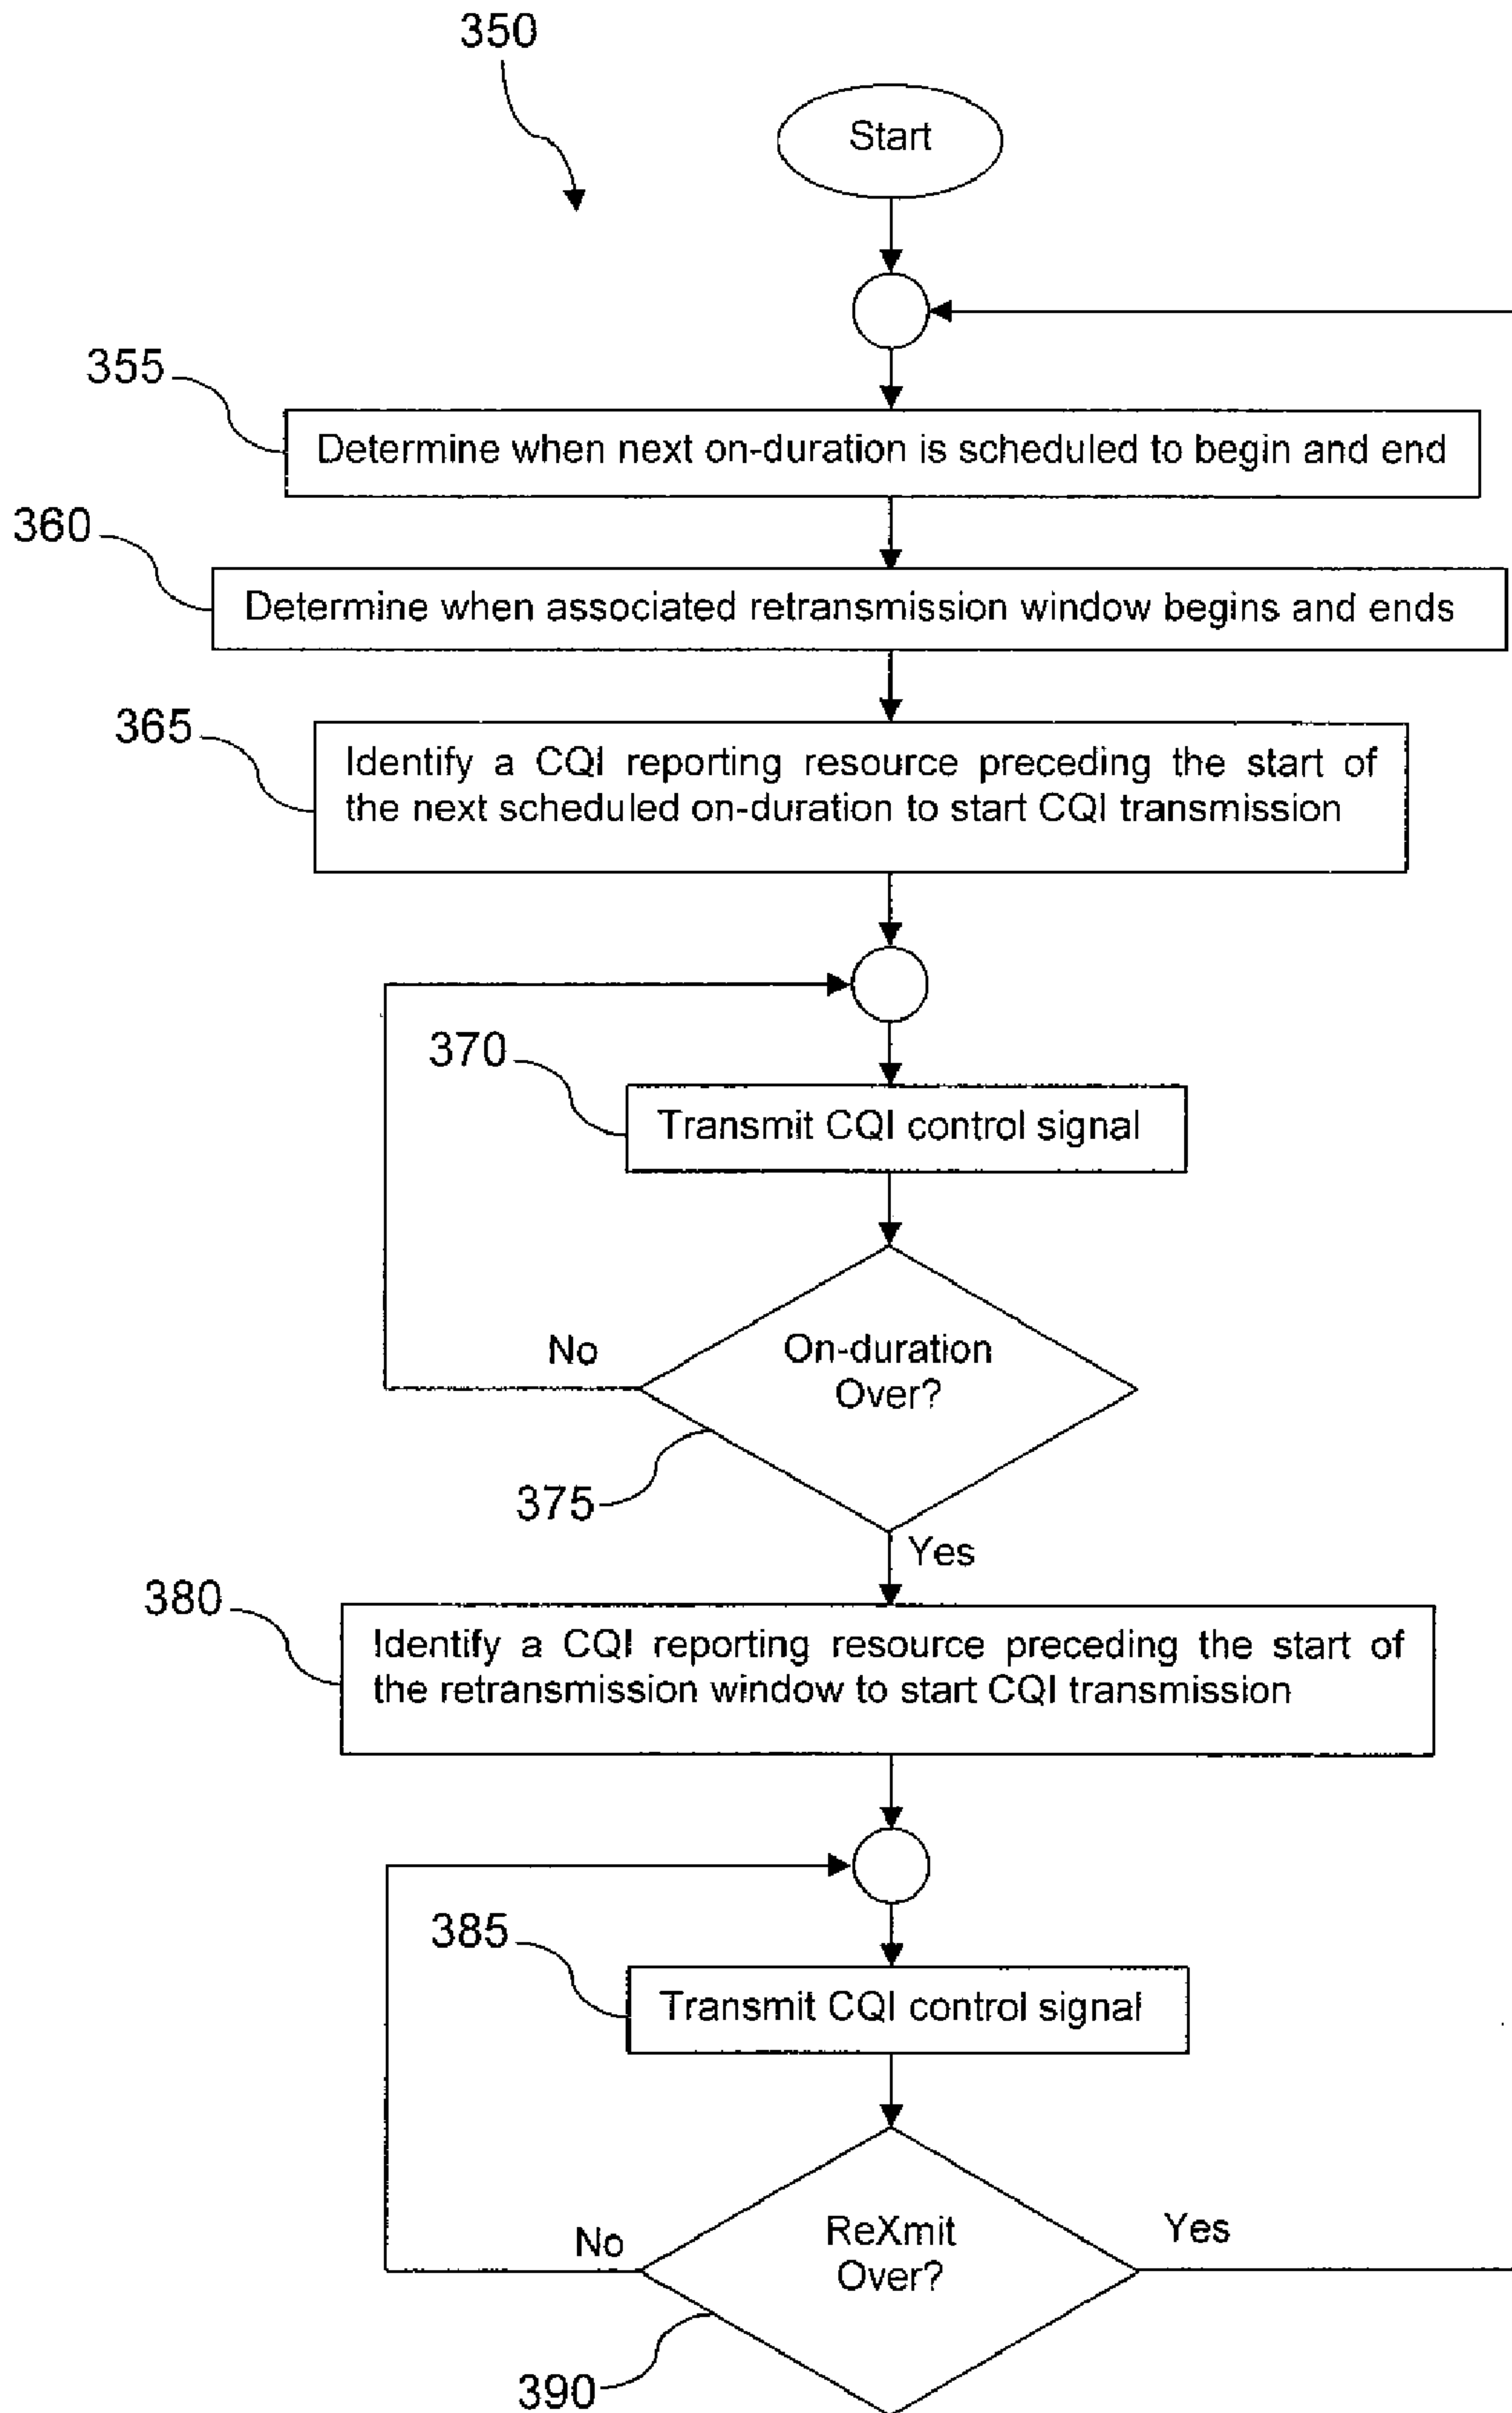 350
Start
355
Determine when next on-duration is scheduled to begin and end
360
Determine when associated retransmission window begins and ends
365
Identify a CQI reporting resource preceding the start of
the next scheduled on-duration to start CQI transmission
370
Transmit CQI control signal
No
On-duration
Over?
375
Yes
380
Identify a CQI reporting resource preceding the start of
the retransmission window to start CQI transmission
385
Transmit CQI control signal
No
ReXmit
Over?
Yes
390